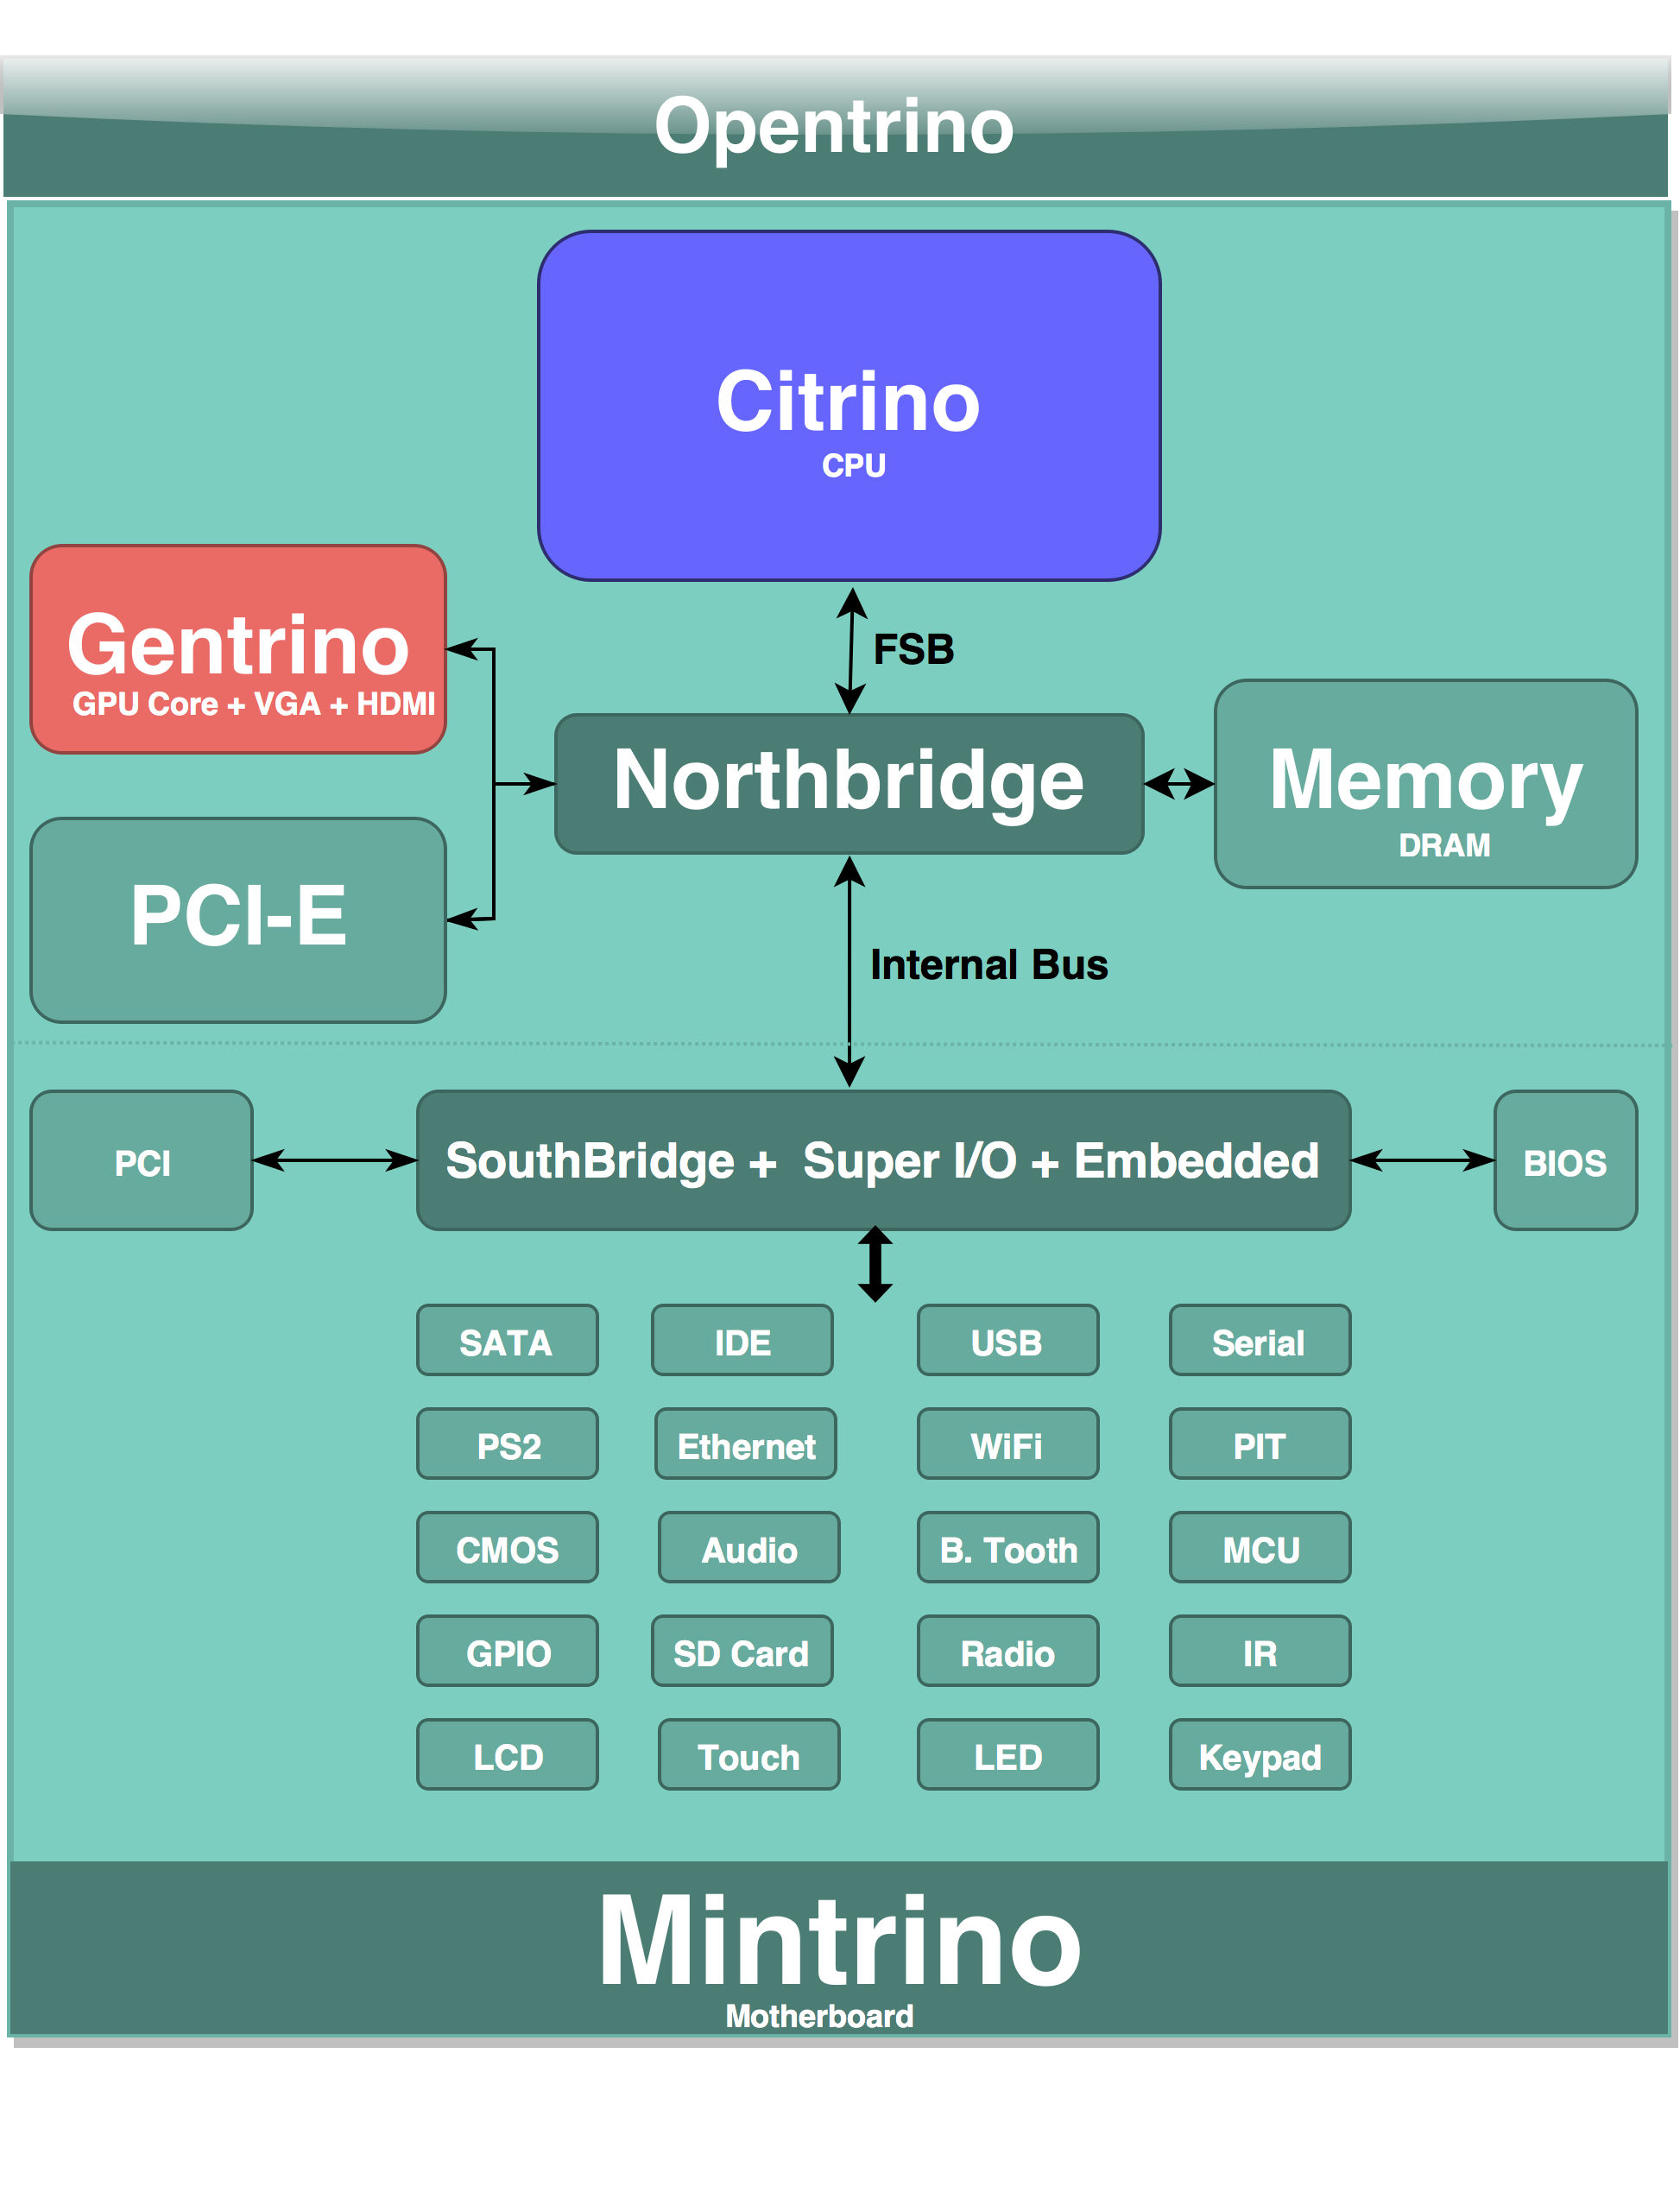 Opentrino
Citrino
CPU
Gentrino
GPU Core + VGA + HDMI
FSB
Northbridge
Memory
DRAM
PCI-E
Internal Bus
PCI
SouthBridge + Super I/O + Embedded
BIOS
SATA
IDE
USB
Serial
PS2
Ethernet
WiFi
PIT
CMOS
Audio
B. Tooth
MCU
GPIO
SD Card
Radio
IR
LCD
Touch
LED
Keypad
Mintrino
Motherboard